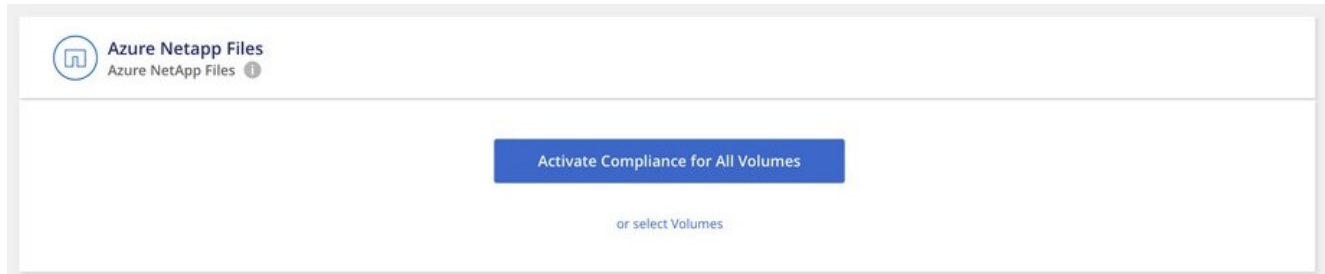 Azure Netapp Files
Azure NetApp Files
Activate Compliance for All Volumes
or select Volumes